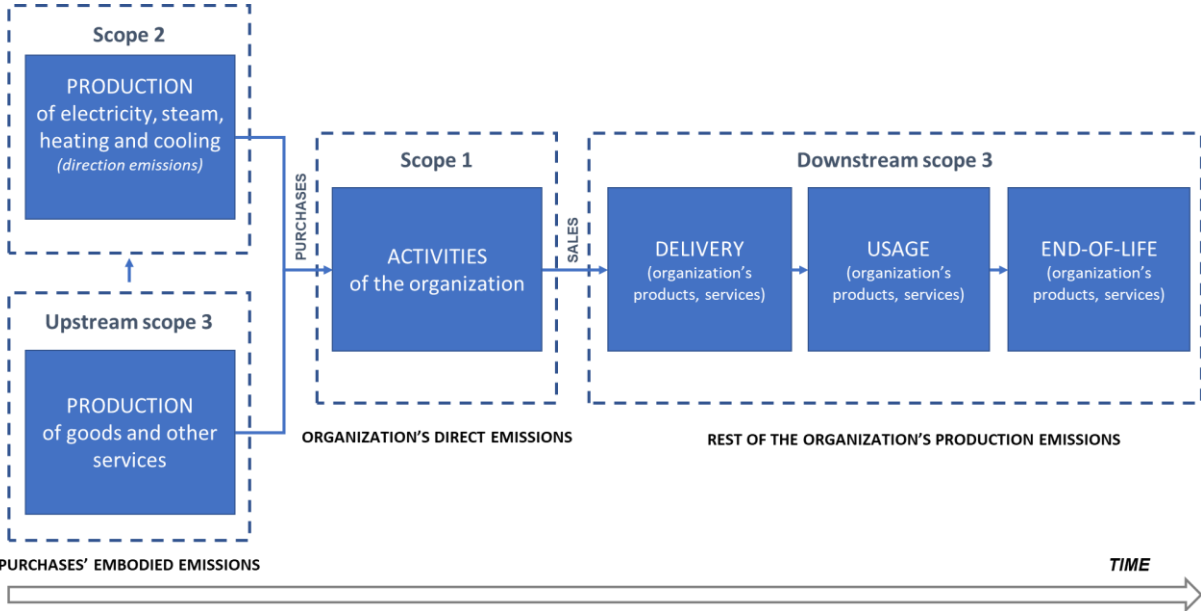 Scope 2
PRODUCTION
of electricity, steam,
heating and cooling
(direction emissions)
Upstream scope 3
PRODUCTION
of goods and other
services
PURCHASES' EMBODIED EMISSIONS
PURCHASES
Scope 1
ACTIVITIES
of the organization
ORGANIZATION'S DIRECT EMISSIONS
SALES
Downstream scope 3
DELIVERY
(organization's
products, services)
USAGE
(organization's
products, services)
END-OF-LIFE
(organization's
products, services)
REST OF THE ORGANIZATION'S PRODUCTION EMISSIONS
TIME